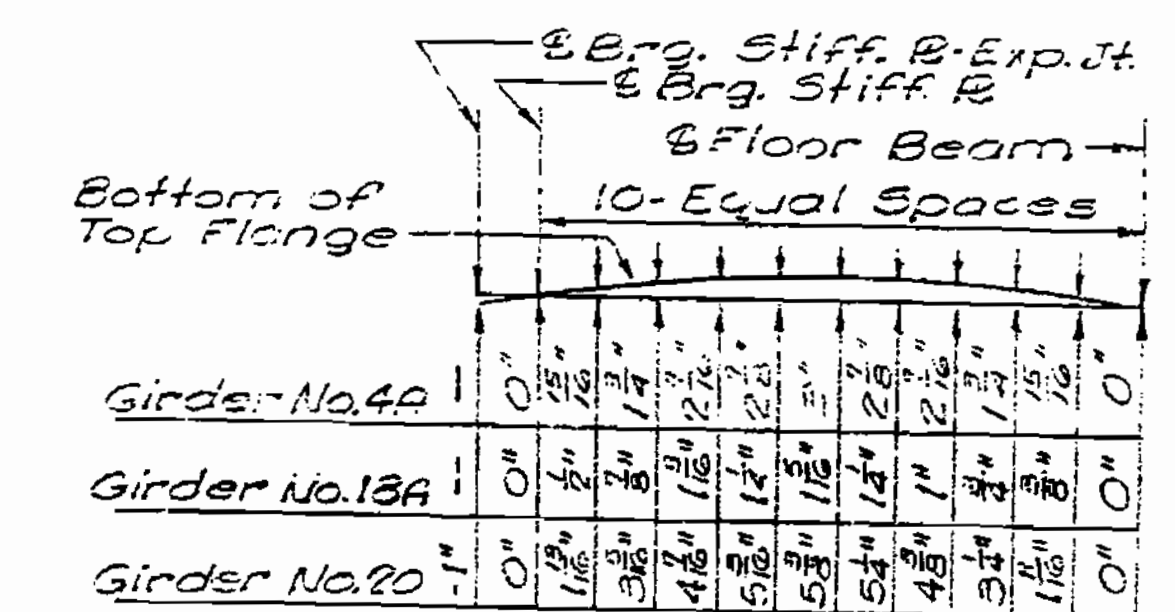 ℄ Brg. Stiff. ℙ-Exp. Jt.
℄ Brg. Stiff. ℙ
℄ Floor Beam
10- Equal Spaces
Bottom of
Top Flange
Girder No. 4A 0" 15/16" 1 3/4" 2 7/16" 2 7/8" 2 7/8" 2 7/16" 1 3/4" 15/16" 0"
Girder No. 18A 0" 1/2" 7/8" 1 3/16" 1 1/4" 1 5/16" 1 1/4" 1" 3/4" 3/8" 0"
Girder No. 20 -1" 0" 1 13/16" 4 7/16" 5 3/16" 5 3/8" 5 1/4" 4 3/8" 3 1/4" 1 11/16" 0"